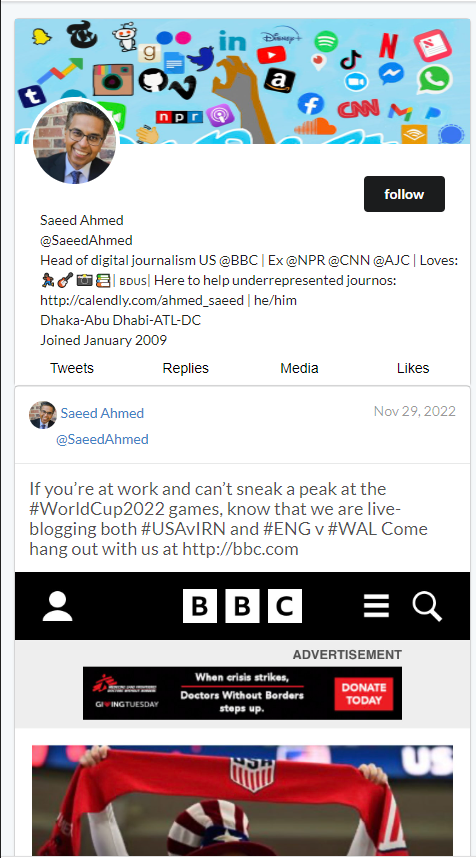 Disney+
in
g
t
npr
CNN
follow
Saeed Ahmed
@SaeedAhmed
Head of digital journalism US @BBC | Ex @NPR @CNN @AJC | Loves:
| ʙᴅᴜs| Here to help underrepresented journos:
http://calendly.com/ahmed_saeed | he/him
Dhaka-Abu Dhabi-ATL-DC
Joined January 2009
Tweets Replies Media Likes
Saeed Ahmed Nov 29, 2022
@SaeedAhmed
If you’re at work and can’t sneak a peak at the
#WorldCup2022 games, know that we are live-
blogging both #USAvIRN and #ENG v #WAL Come
hang out with us at http://bbc.com
BBC
ADVERTISEMENT
When crisis strikes,
Doctors Without Borders
steps up.
GIVINGTUESDAY
DONATE
TODAY
USA
US